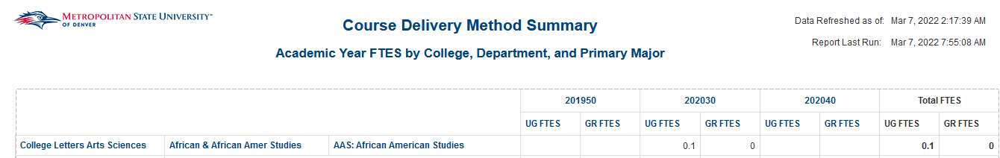 METROPOLITAN STATE UNIVERSITY™
OF DENVER
Course Delivery Method Summary
Academic Year FTES by College, Department, and Primary Major
Data Refreshed as of: Mar 7, 2022 2:17:39 AM
Report Last Run: Mar 7, 2022 7:55:08 AM
201950 202030 202040 Total FTES
UG FTES GR FTES UG FTES GR FTES UG FTES GR FTES UG FTES GR FTES
College Letters Arts Sciences African & African Amer Studies AAS: African American Studies 0.1 0 0.1 0